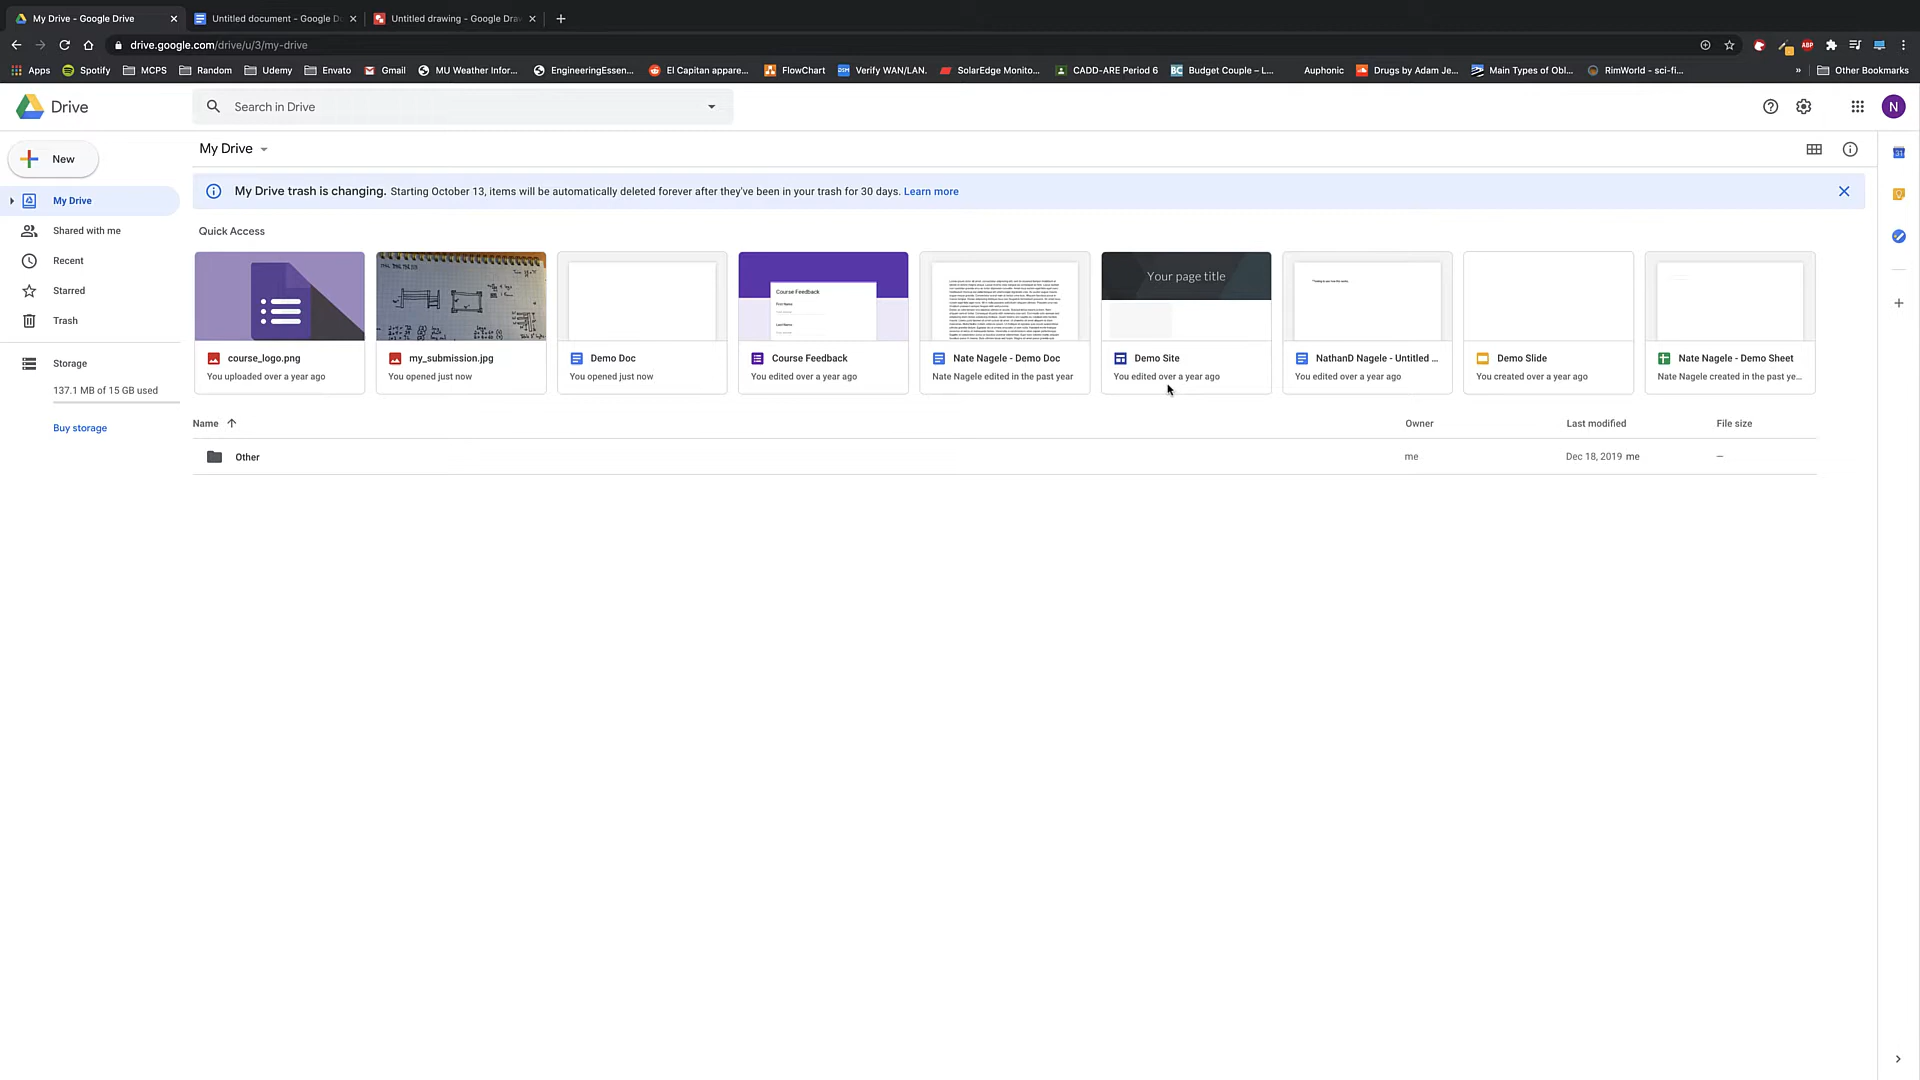 My Drive - Google Drive
Untitled document - Google D
Untitled drawing - Google Dra
drive.google.com/drive/u/3/my-drive
ABP
Apps
Spotify
MCPS
Random
Udemy
Envato
Gmail
MU Weather Infor...
EngineeringEssen...
El Capitan appare...
FlowChart
Verify WAN/LAN.
SolarEdge Monito...
CADD-ARE Period 6
BC
Budget Couple – L...
Auphonic
Drugs by Adam Je...
Main Types of Obl...
RimWorld - sci-fi...
»
Other Bookmarks
Drive
Search in Drive
N
New
My Drive
31
My Drive trash is changing. Starting October 13, items will be automatically deleted forever after they've been in your trash for 30 days. Learn more
My Drive
Shared with me
Recent
Starred
Trash
Storage
137.1 MB of 15 GB used
Buy storage
Quick Access
Course Feedback
First Name
Last Name
Your page title
course_logo.png
You uploaded over a year ago
my_submission.jpg
You opened just now
Demo Doc
You opened just now
Course Feedback
You edited over a year ago
Nate Nagele - Demo Doc
Nate Nagele edited in the past year
Demo Site
You edited over a year ago
NathanD Nagele - Untitled ...
You edited over a year ago
Demo Slide
You created over a year ago
Nate Nagele - Demo Sheet
Nate Nagele created in the past ye...
Name
Owner
Last modified
File size
Other
me
Dec 18, 2019 me
—